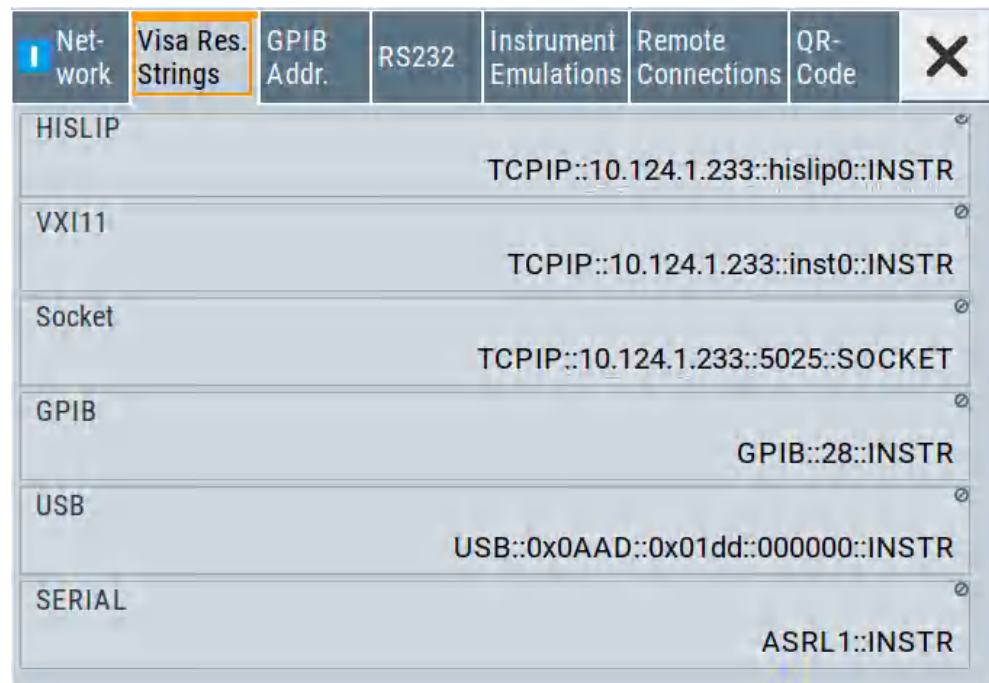 Net-
work
Visa Res.
Strings
GPIB
Addr.
RS232
Instrument
Emulations
Remote
Connections
QR-
Code
HISLIP
TCPIP::10.124.1.233::hislip0::INSTR
VXI11
TCPIP::10.124.1.233::inst0::INSTR
Socket
TCPIP::10.124.1.233::5025::SOCKET
GPIB
GPIB::28::INSTR
USB
USB::0x0AAD::0x01dd::000000::INSTR
SERIAL
ASRL1::INSTR